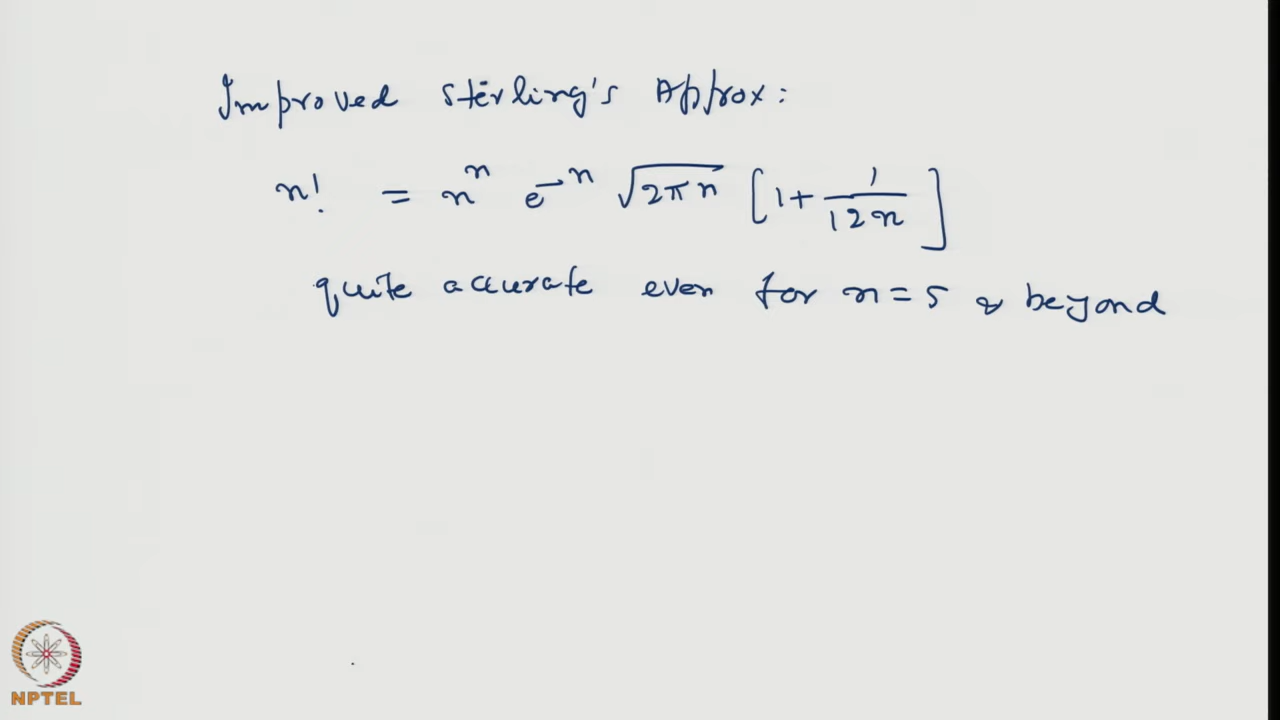 Improved Sterling's Approx:
n! = n^n e^-n √2πn [1 + 1/12n]
quite accurate even for n = 5 & beyond
NPTEL